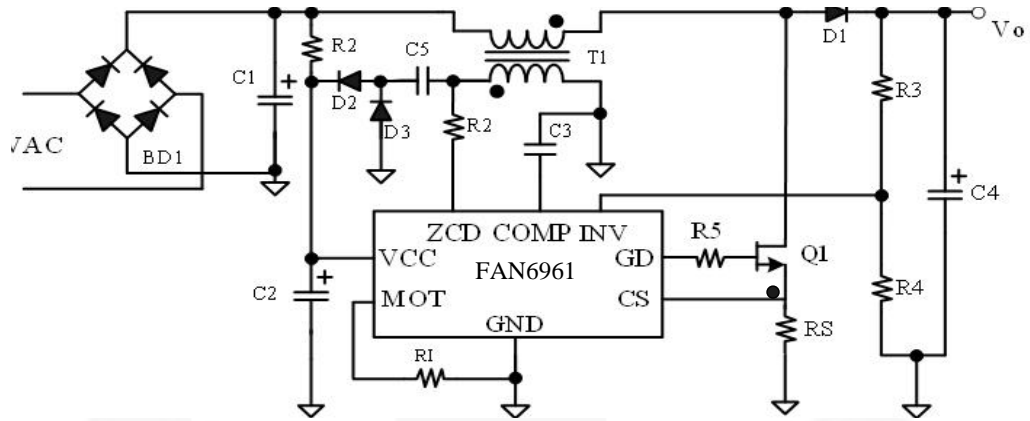 Vo
D1
R2
C5
T1
C1
+
D2
D3
R2
C3
R3
VAC
BD1
+
C4
ZCD COMP INV
R5
VCC
FAN6961
GD
Q1
+
C2
MOT
CS
R4
GND
RS
RI